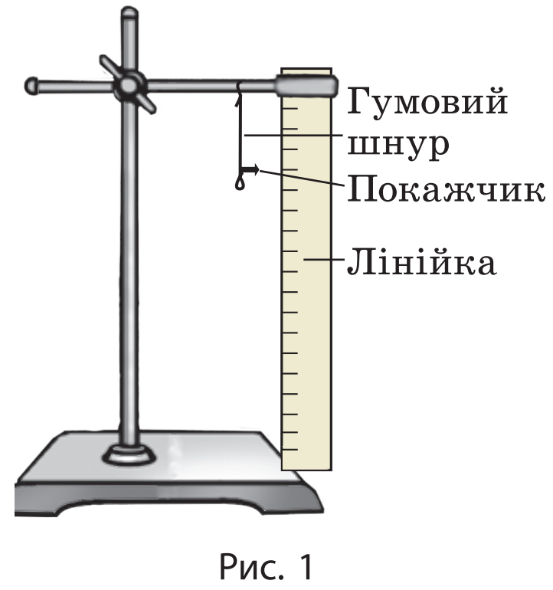 Гумовий
шнур
Покажчик
Лінійка
Рис. 1